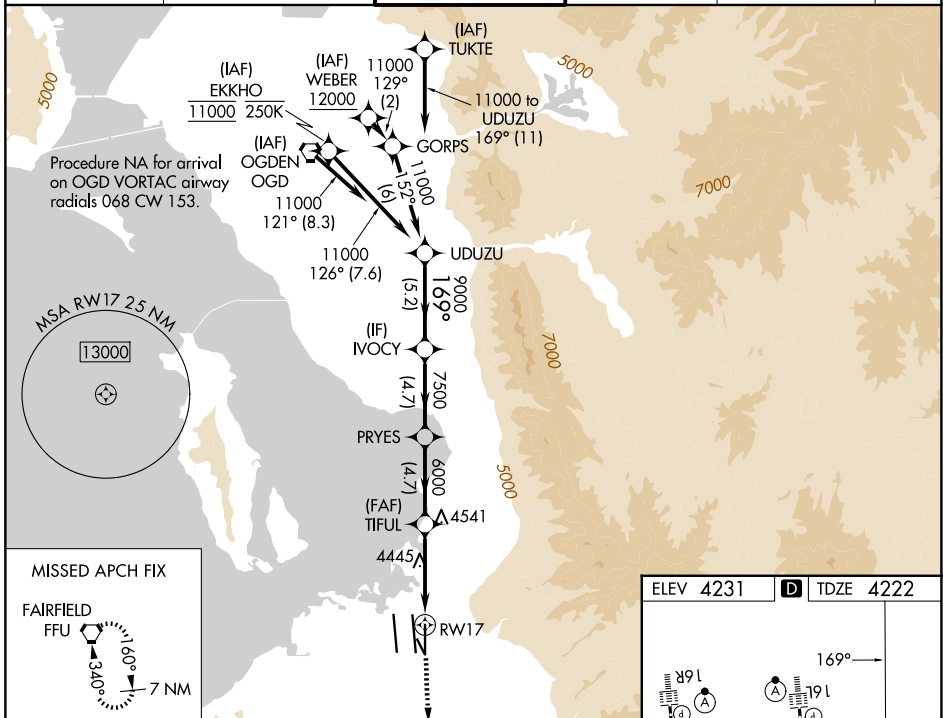 (IAF)
TUKTE
5000
5000
(IAF)
WEBER
12000
11000
129°
(2)
(IAF)
EKKHO
11000 250K
11000 to
UDUZU
169° (11)
GORPS
(IAF)
OGDEN
OGD
Procedure NA for arrival
on OGD VORTAC airway
radials 068 CW 153.
11000
152°
(6)
7000
11000
121° (8.3)
11000
126° (7.6)
UDUZU
9000
169°
(5.2)
MSA RW17 25 NM
13000
(IF)
IVOCY
7000
7500
(4.7)
PRYES
6000
(4.7)
5000
(FAF)
TIFUL
4541
4445
MISSED APCH FIX
FAIRFIELD
FFU
160°
340°
7 NM
RW17
ELEV 4231 D TDZE 4222
169°
16R
A
A
16L
P
P